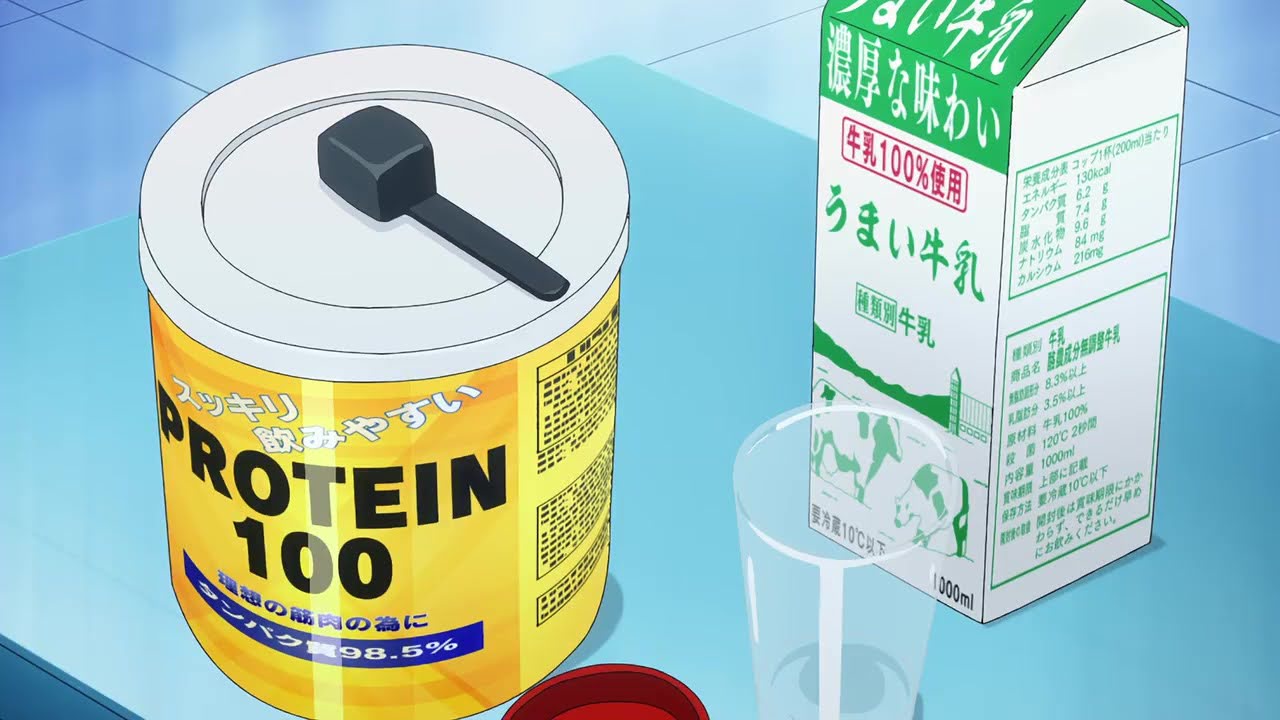 スッキリ
飲みやすい
PROTEIN
100
理想の筋肉の為に
タンパク質98.5%
うまい牛乳
濃厚な味わい
牛乳100%使用
うまい牛乳
種類別 牛乳
要冷蔵10℃以下
1000ml
栄養成分表 コップ1杯(200ml)当たり
エネルギー 130kcal
タンパク質 6.2 g
脂質 7.4 g
炭水化物 9.6 g
ナトリウム 84mg
カルシウム 216mg
種類別 牛乳
商品名 酪農成分無調整牛乳
無脂乳固形分 8.3%以上
乳脂肪分 3.5%以上
原材料 牛乳100%
殺菌 120℃ 2秒間
内容量 1000ml
賞味期限 上部に記載
保存方法 要冷蔵10℃以下
開封後の取扱 開封後は賞味期限にかか
わらず、できるだけ早め
にお飲みください。